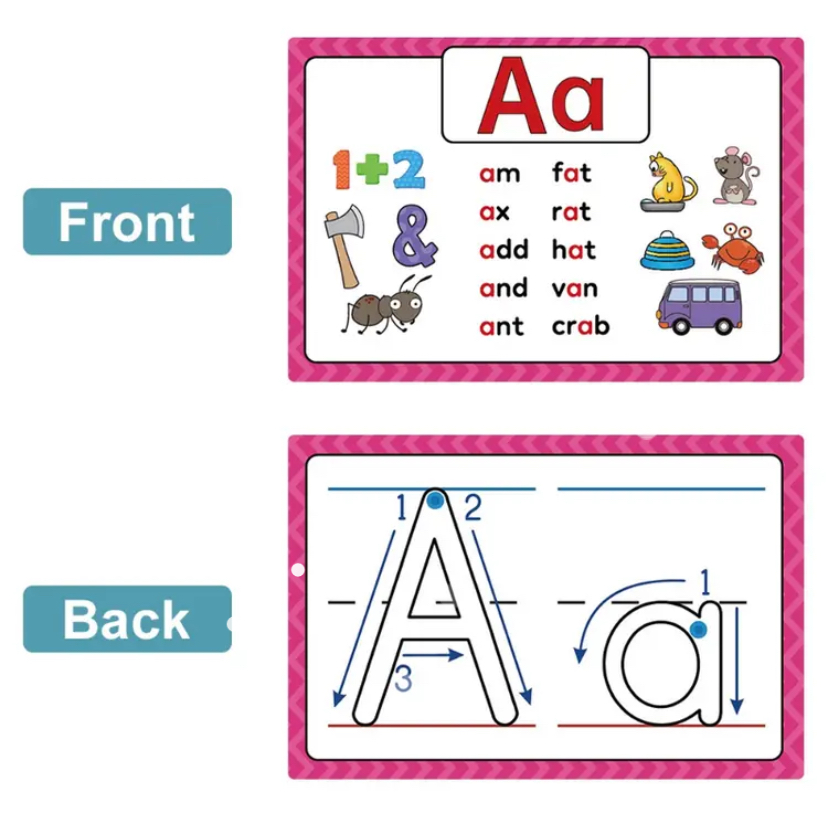 Front
Aa
1+2
&
am fat
ax rat
add hat
and van
ant crab
Back
1 2
3
1